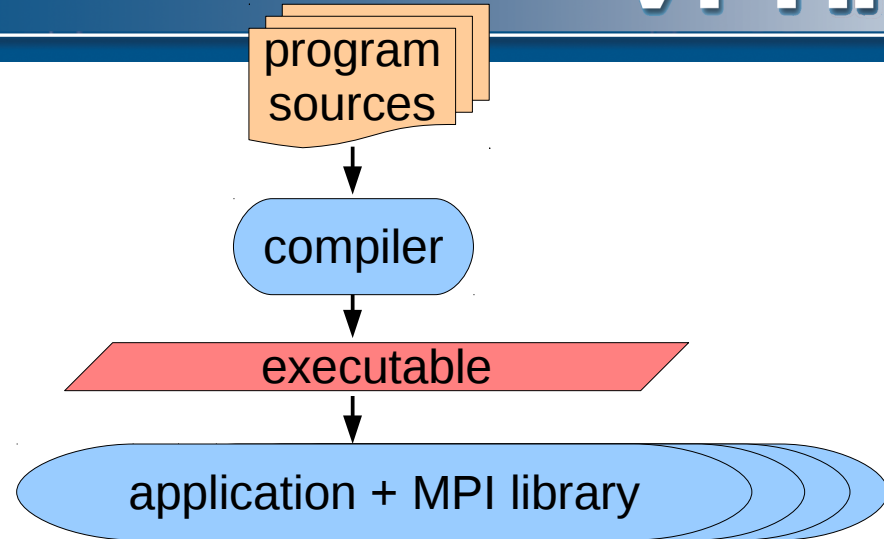 program
sources
compiler
executable
application + MPI library